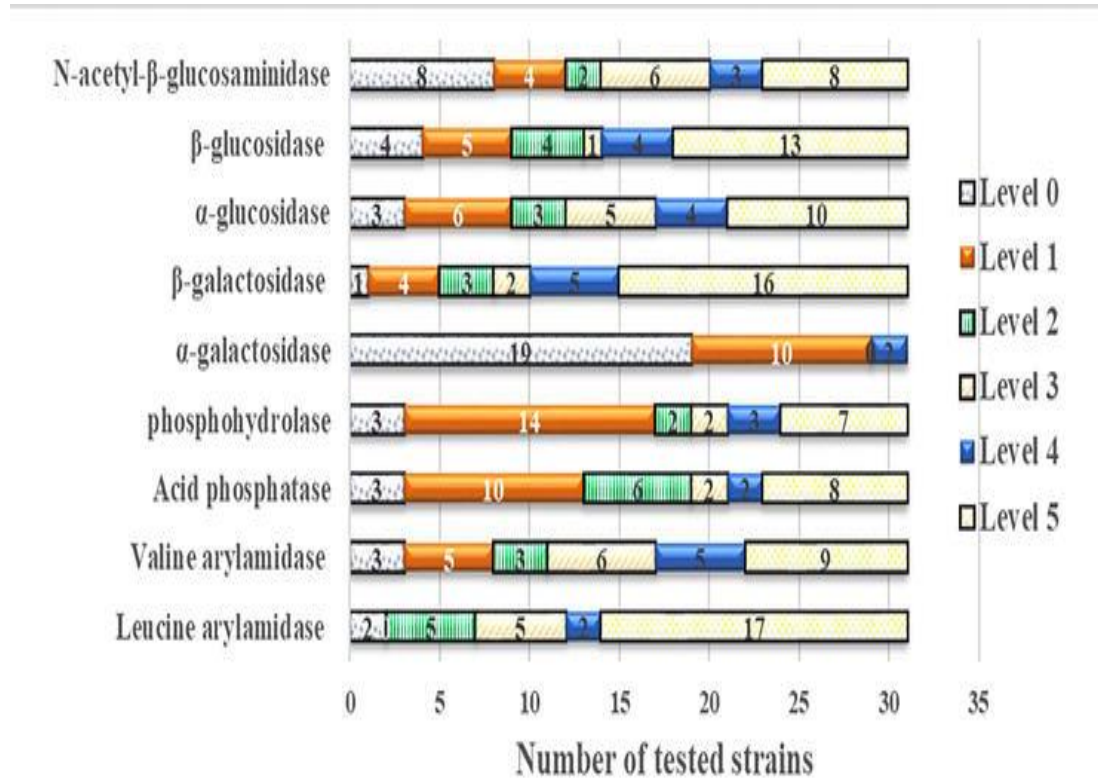 N-acetyl-β-glucosaminidase 8 4 2 6 3 8
β-glucosidase 4 5 4 1 4 13
α-glucosidase 3 6 3 5 4 10
β-galactosidase 1 4 3 2 5 16
α-galactosidase 19 10 0 2
phosphohydrolase 3 14 2 2 3 7
Acid phosphatase 3 10 6 2 2 8
Valine arylamidase 3 5 3 6 5 9
Leucine arylamidase 2 5 5 2 17
0 5 10 15 20 25 30 35
Number of tested strains
Level 0
Level 1
Level 2
Level 3
Level 4
Level 5